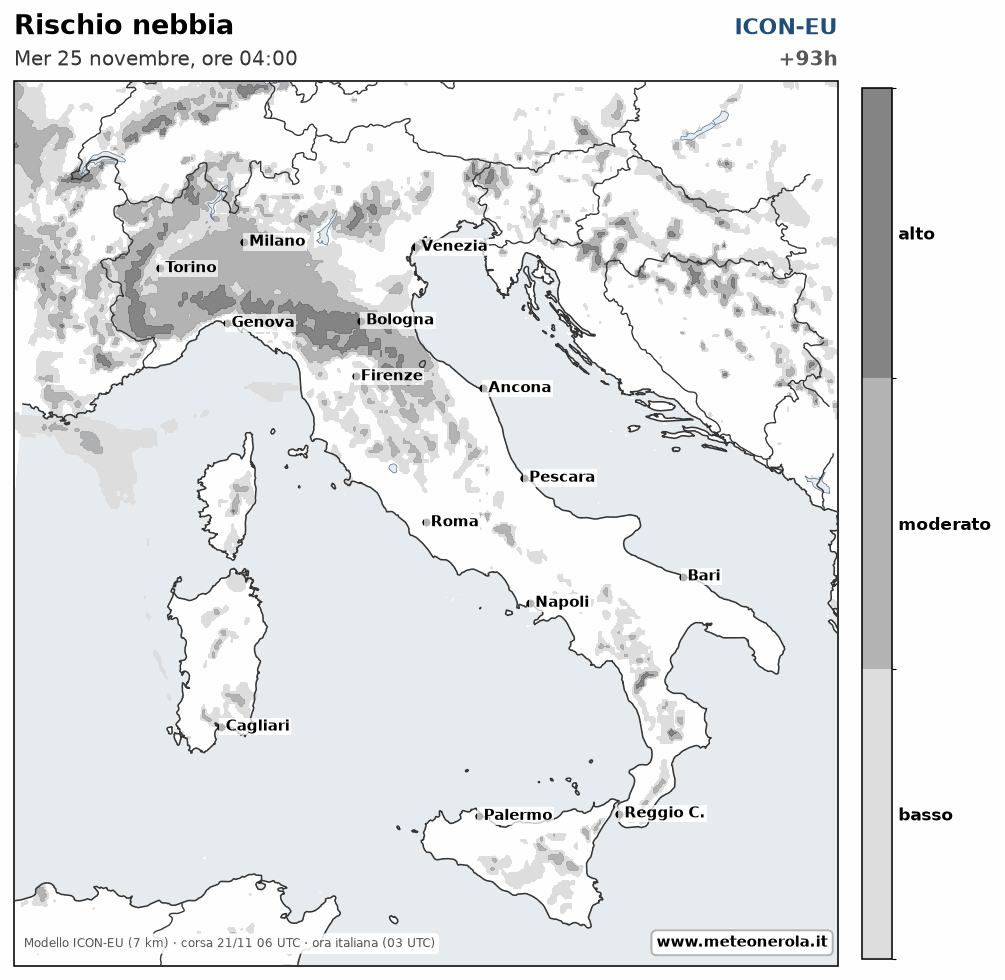 Rischio nebbia
ICON-EU
Mer 25 novembre, ore 04:00
+93h
alto
moderato
basso
Milano
Venezia
Torino
Genova
Bologna
Firenze
Ancona
Pescara
Roma
Bari
Napoli
Cagliari
Palermo
Reggio C.
Modello ICON-EU (7 km) · corsa 21/11 06 UTC · ora italiana (03 UTC)
www.meteonerola.it